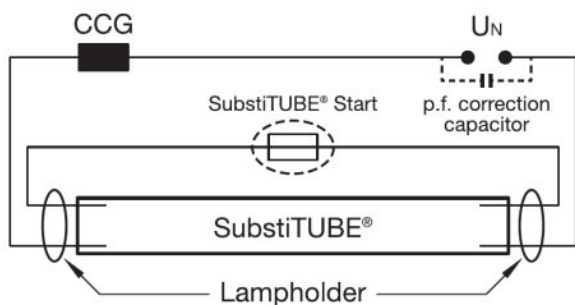 CCG
UN
SubstiTUBE® Start
p.f. correction
capacitor
SubstiTUBE®
Lampholder